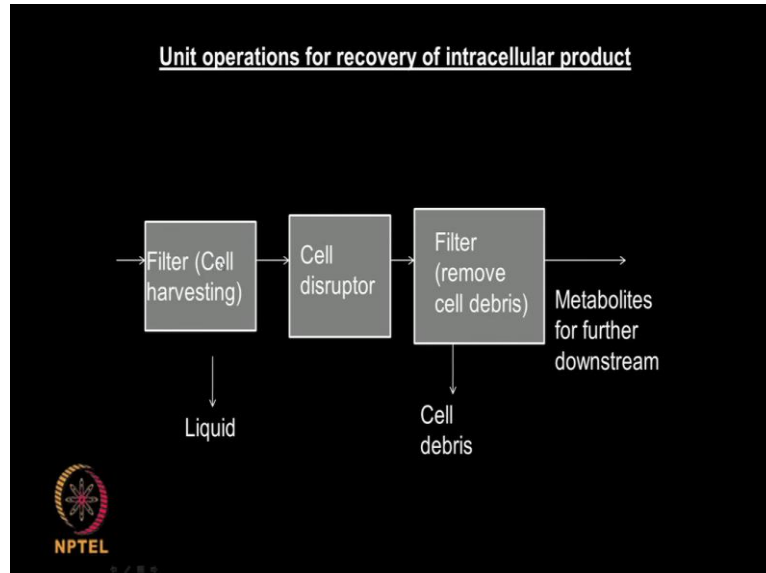 Unit operations for recovery of intracellular product
Filter (Cell
harvesting)
Cell
disruptor
Filter
(remove
cell debris)
Metabolites
for further
downstream
Liquid
Cell
debris
NPTEL